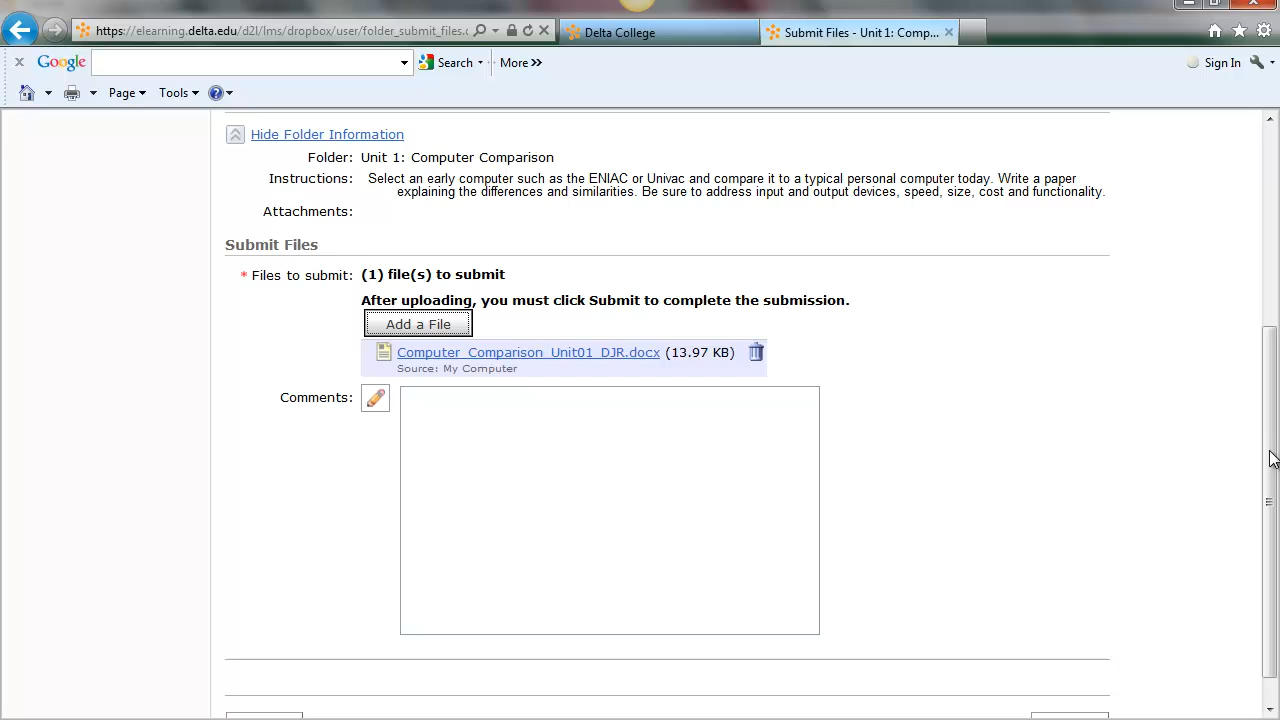 https://elearning.delta.edu/d2l/lms/dropbox/user/folder_submit_files.c
Delta College
Submit Files - Unit 1: Comp...
Google
Search
More »
Sign In
Page
Tools
Hide Folder Information
Folder: Unit 1: Computer Comparison
Instructions: Select an early computer such as the ENIAC or Univac and compare it to a typical personal computer today. Write a paper
explaining the differences and similarities. Be sure to address input and output devices, speed, size, cost and functionality.
Attachments:
Submit Files
* Files to submit: (1) file(s) to submit
After uploading, you must click Submit to complete the submission.
Add a File
Computer_Comparison_Unit01_DJR.docx (13.97 KB)
Source: My Computer
Comments: